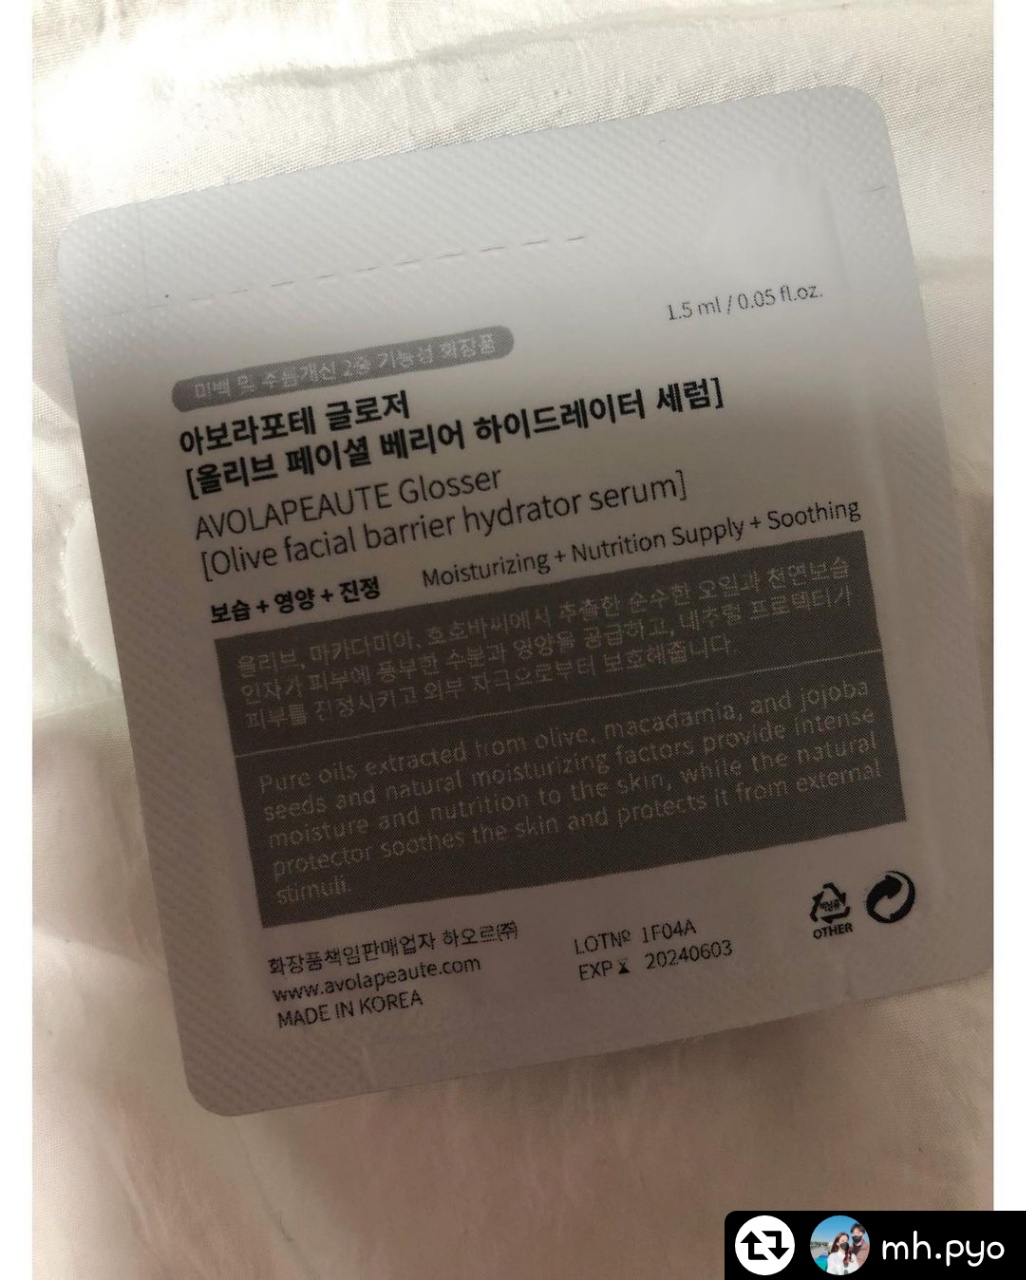 1.5 ml / 0.05 fl.oz.
미백 및 주름개선 2중 기능성 화장품
아보라포테 글로저
[올리브 페이셜 베리어 하이드레이터 세럼]
AVOLAPEAUTE Glosser
[Olive facial barrier hydrator serum]
보습 + 영양 + 진정 Moisturizing + Nutrition Supply + Soothing
올리브, 마카다미아, 호호바씨에서 추출한 순수한 오일과 천연보습
인자가 피부에 풍부한 수분과 영양을 공급하고, 내추럴 프로텍터가
피부를 진정시키고 외부 자극으로부터 보호해줍니다.
Pure oils extracted from olive, macadamia, and jojoba
seeds and natural moisturizing factors provide intense
moisture and nutrition to the skin, while the natural
protector soothes the skin and protects it from external
stimuli.
화장품책임판매업자 하오르㈜
www.avolapeaute.com
MADE IN KOREA
LOT№ 1F04A
EXP 20240603
OTHER
mh.pyo